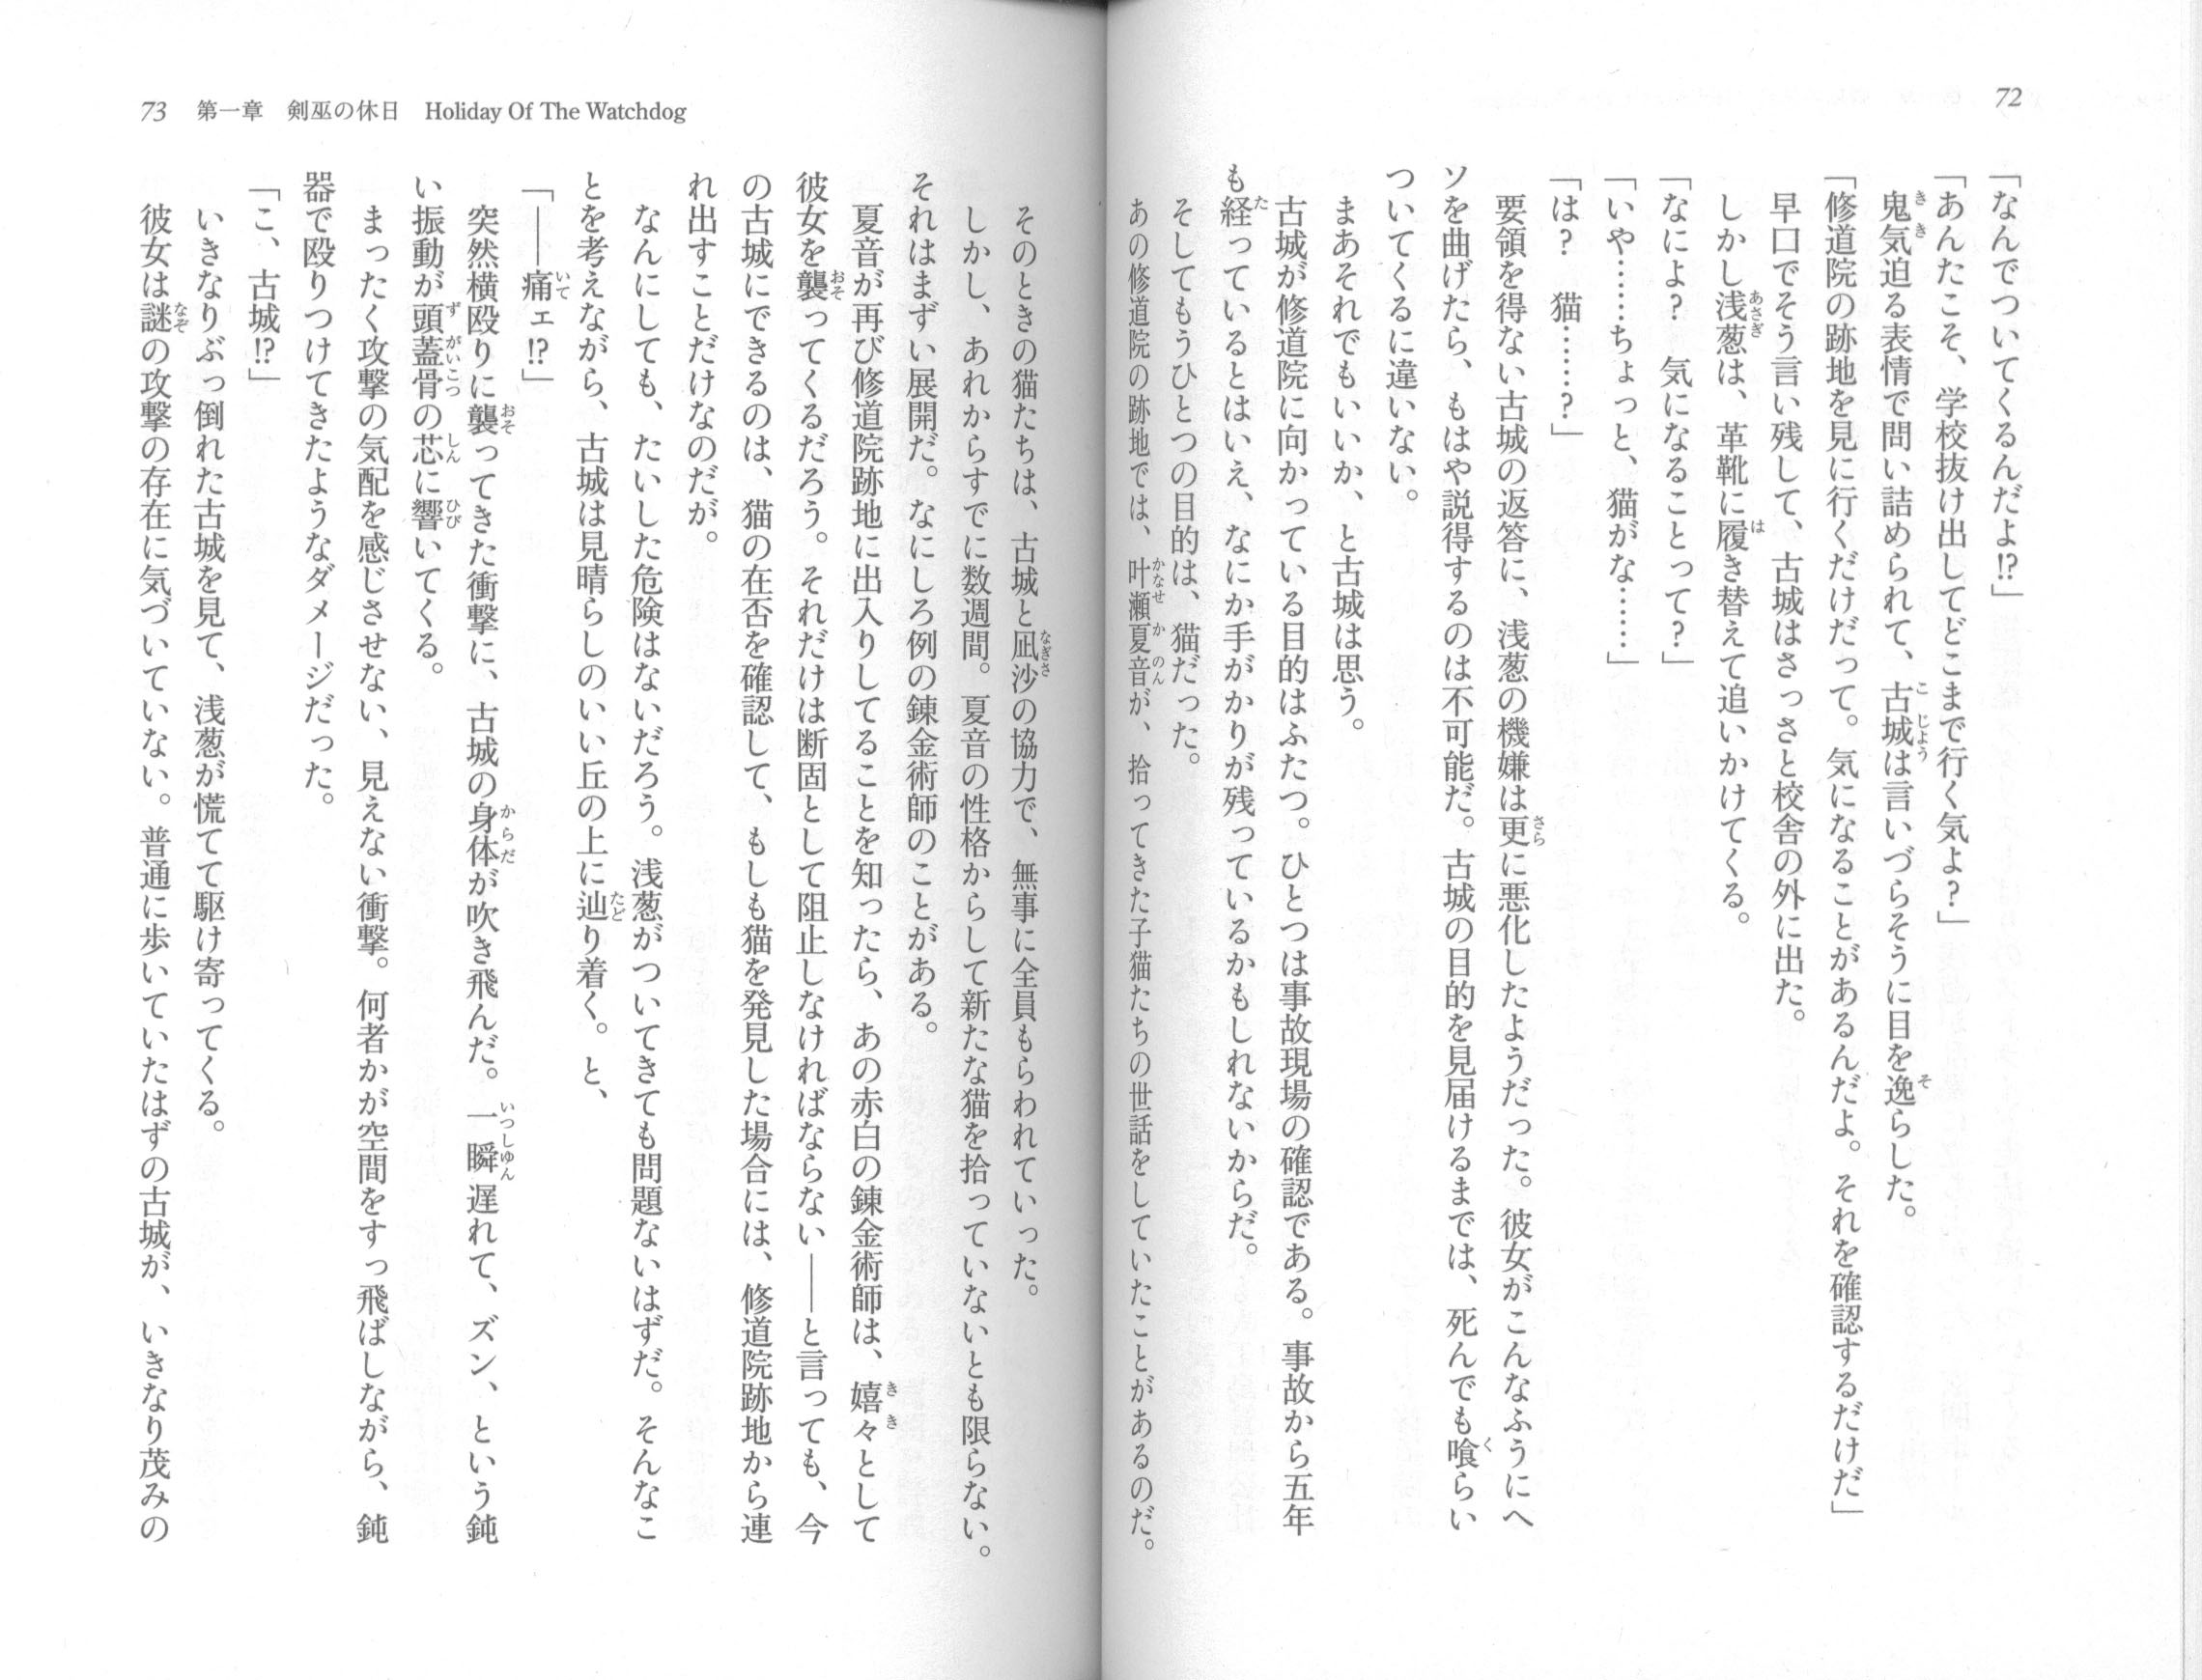 72
「なんでついてくるんだよ!?」
「あんたこそ、学校抜け出してどこまで行く気よ?」
鬼気迫る表情で問い詰められて、古城は言いづらそうに目を逸らした。
「修道院の跡地を見に行くだけだって。気になることがあるんだよ。それを確認するだけだ」
早口でそう言い残して、古城はさっさと校舎の外に出た。
しかし浅葱は、革靴に履き替えて追いかけてくる。
「なによ? 気になることって?」
「いや……ちょっと、猫がな……」
「は? 猫……?」
要領を得ない古城の返答に、浅葱の機嫌は更に悪化したようだった。彼女がこんなふうにヘ
ソを曲げたら、もはや説得するのは不可能だ。古城の目的を見届けるまでは、死んでも喰らい
ついてくるに違いない。
まあそれでもいいか、と古城は思う。
古城が修道院に向かっている目的はふたつ。ひとつは事故現場の確認である。事故から五年
も経っているとはいえ、なにか手がかりが残っているかもしれないからだ。
そしてもうひとつの目的は、猫だった。
あの修道院の跡地では、叶瀬夏音が、拾ってきた子猫たちの世話をしていたことがあるのだ。
73 第一章 剣巫の休日 Holiday Of The Watchdog
そのときの猫たちは、古城と凪沙の協力で、無事に全員もらわれていった。
しかし、あれからすでに数週間。夏音の性格からして新たな猫を拾っていないとも限らない。
それはまずい展開だ。なにしろ例の錬金術師のことがある。
夏音が再び修道院跡地に出入りしてることを知ったら、あの赤白の錬金術師は、嬉々として
彼女を襲ってくるだろう。それだけは断固として阻止しなければならない――と言っても、今
の古城にできるのは、猫の在否を確認して、もしも猫を発見した場合には、修道院跡地から連
れ出すことだけなのだが。
なんにしても、たいした危険はないだろう。浅葱がついてきても問題ないはずだ。そんなこ
とを考えながら、古城は見晴らしのいい丘の上に辿り着く。と、
「――痛ェ!?」
突然横殴りに襲ってきた衝撃に、古城の身体が吹き飛んだ。一瞬遅れて、ズン、という鈍
い振動が頭蓋骨の芯に響いてくる。
まったく攻撃の気配を感じさせない、見えない衝撃。何者かが空間をすっ飛ばしながら、鈍
器で殴りつけてきたようなダメージだった。
「こ、古城!?」
いきなりぶっ倒れた古城を見て、浅葱が慌てて駆け寄ってくる。
彼女は謎の攻撃の存在に気づいていない。普通に歩いていたはずの古城が、いきなり茂みの